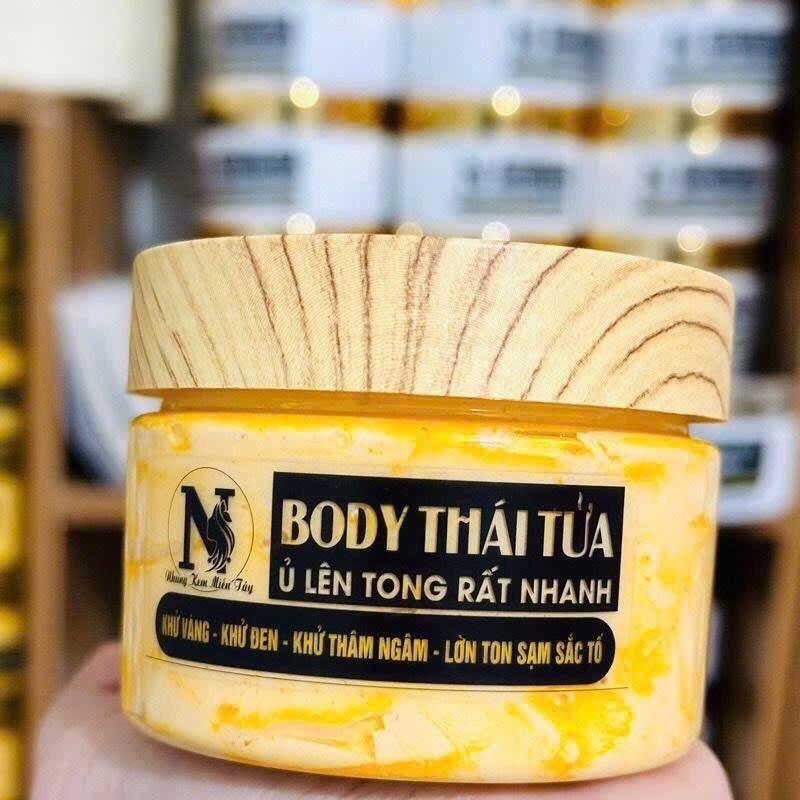 N
Nhung Kem Miền Tây
BODY THÁI TỬA
Ủ LÊN TONG RẤT NHANH
KHỬ VÀNG - KHỬ ĐEN - KHỬ THÂM NGÂM - LỜN TON SẠM SẮC TỐ